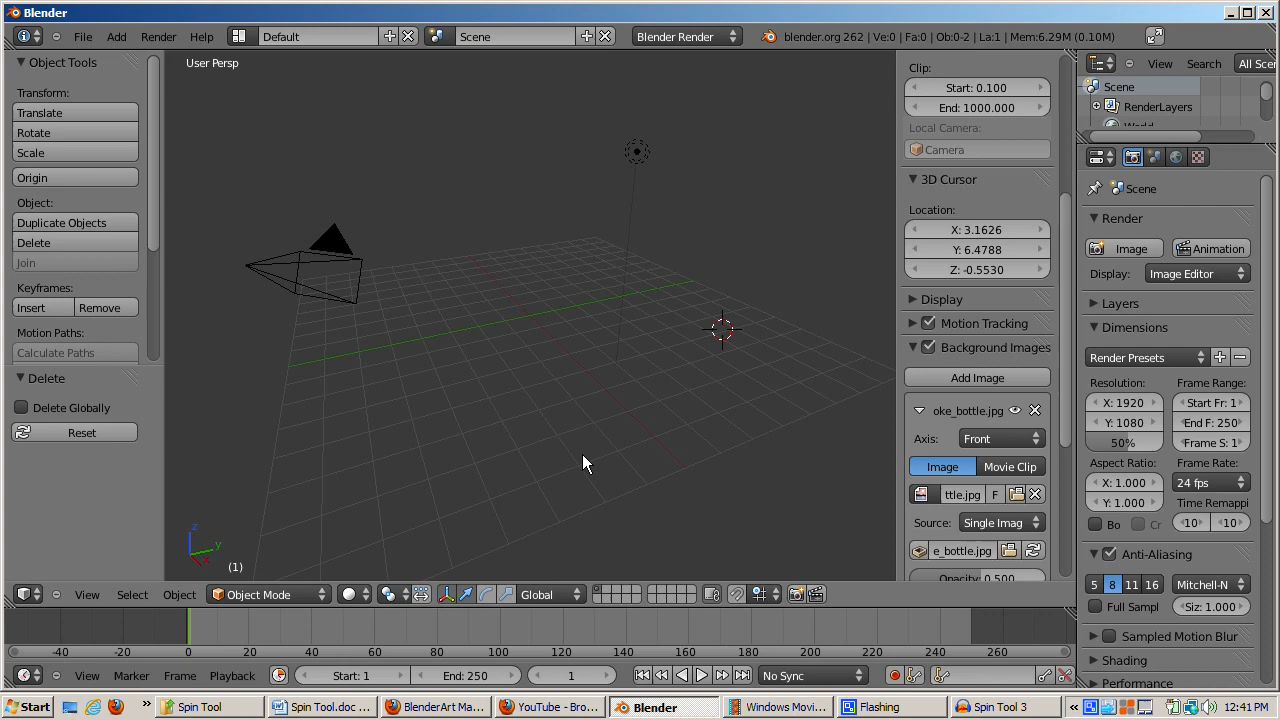 Blender
File Add Render Help Default Scene Blender Render blender.org 262 | Ve:0 | Fa:0 | Ob:0-2 | La:1 | Mem:6.29M (0.10M)
Object Tools
Transform:
Translate
Rotate
Scale
Origin
Object:
Duplicate Objects
Delete
Join
Keyframes:
Insert Remove
Motion Paths:
Calculate Paths
Delete
Delete Globally
Reset
User Persp
z
y
x
(1)
Clip:
Start: 0.100
End: 1000.000
Local Camera:
Camera
3D Cursor
Location:
X: 3.1626
Y: 6.4788
Z: -0.5530
Display
Motion Tracking
Background Images
Add Image
oke_bottle.jpg
Axis: Front
Image Movie Clip
ttle.jpg F
Source: Single Imag
e_bottle.jpg
Opacity: 0.500
View Search All Scer
Scene
RenderLayers
World
Scene
Render
Image Animation
Display: Image Editor
Layers
Dimensions
Render Presets
Resolution: Frame Range:
X: 1920 Start Fr: 1
Y: 1080 End F: 250
50% Frame S: 1
Aspect Ratio: Frame Rate:
X: 1.000 24 fps
Y: 1.000 Time Remappi
Bo Cr 10 10
Anti-Aliasing
5 8 11 16 Mitchell-N
Full Sampl Siz: 1.000
Sampled Motion Blur
Shading
Performance
View Select Object Object Mode Global
-40 -20 0 20 40 60 80 100 120 140 160 180 200 220 240 260
View Marker Frame Playback Start: 1 End: 250 1 No Sync
Start » Spin Tool Spin Tool.doc ... BlenderArt Ma... YouTube - Bro... Blender Windows Movi... Flashing Spin Tool 3 « 12:41 PM